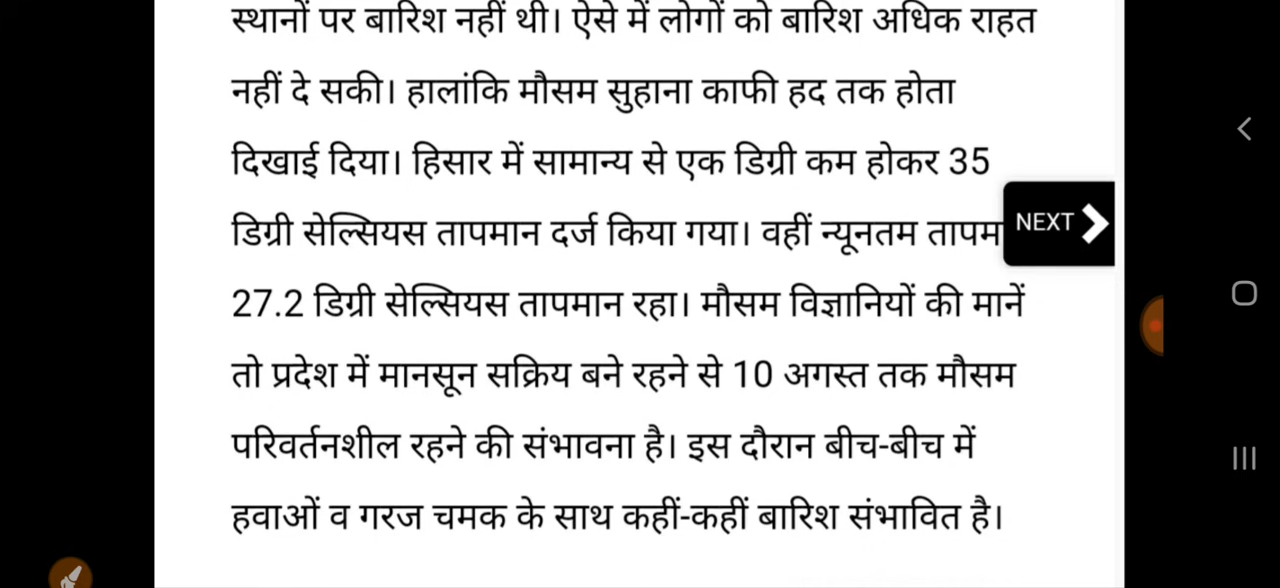 स्थानों पर बारिश नहीं थी। ऐसे में लोगों को बारिश अधिक राहत
नहीं दे सकी। हालांकि मौसम सुहाना काफी हद तक होता
दिखाई दिया। हिसार में सामान्य से एक डिग्री कम होकर 35
डिग्री सेल्सियस तापमान दर्ज किया गया। वहीं न्यूनतम तापम
NEXT
27.2 डिग्री सेल्सियस तापमान रहा। मौसम विज्ञानियों की मानें
तो प्रदेश में मानसून सक्रिय बने रहने से 10 अगस्त तक मौसम
परिवर्तनशील रहने की संभावना है। इस दौरान बीच-बीच में
हवाओं व गरज चमक के साथ कहीं-कहीं बारिश संभावित है।